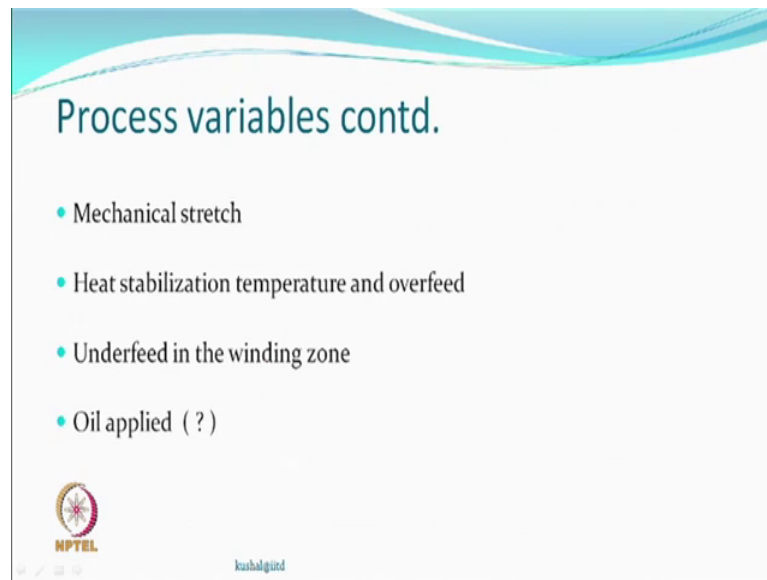 Process variables contd.
• Mechanical stretch
• Heat stabilization temperature and overfeed
• Underfeed in the winding zone
• Oil applied ( ? )
NPTEL
kushal@iitd